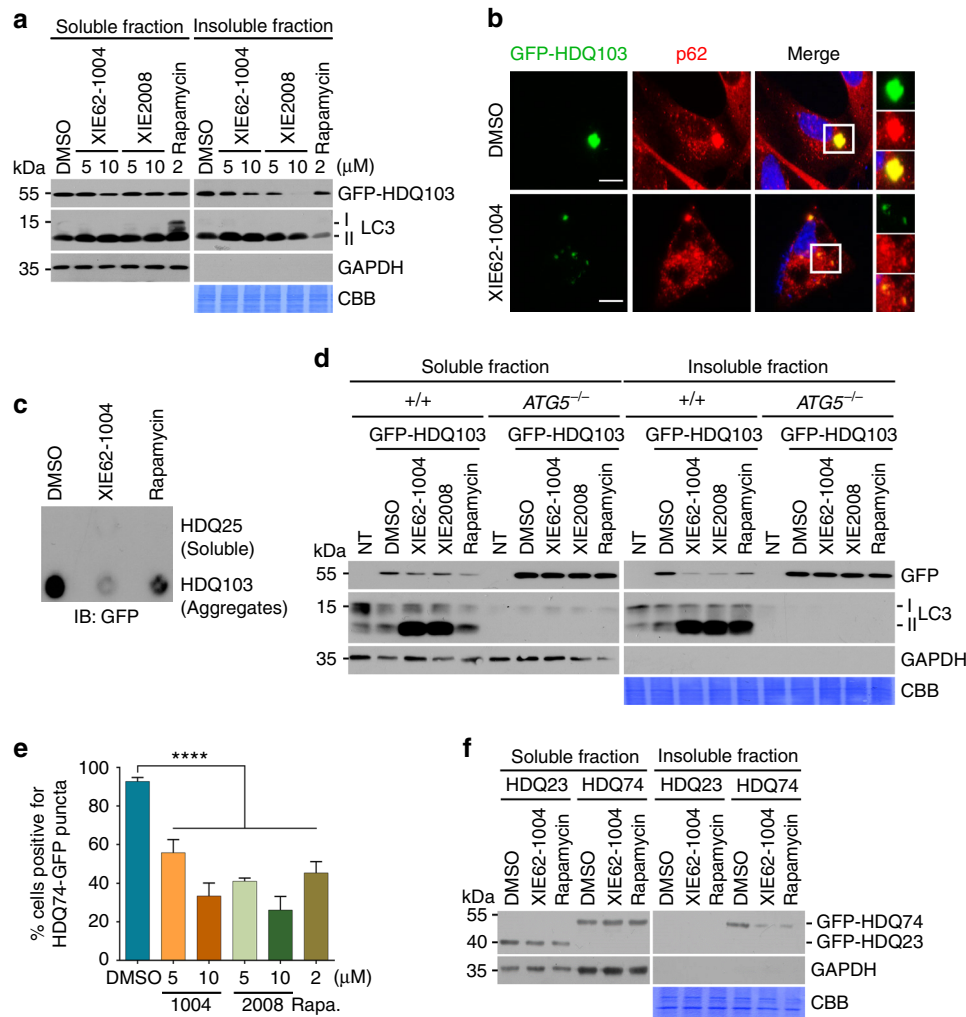 a
Soluble fraction Insoluble fraction
DMSO XIE62-1004 XIE2008 Rapamycin DMSO XIE62-1004 XIE2008 Rapamycin
kDa 5 10 5 10 2 5 10 5 10 2 (μM)
55 GFP-HDQ103
15 I
II LC3
35 GAPDH
CBB
b
GFP-HDQ103 p62 Merge
DMSO
XIE62-1004
c
DMSO XIE62-1004 Rapamycin
HDQ25
(Soluble)
HDQ103
(Aggregates)
IB: GFP
d
Soluble fraction Insoluble fraction
+/+ ATG5–/– +/+ ATG5–/–
GFP-HDQ103 GFP-HDQ103 GFP-HDQ103 GFP-HDQ103
NT DMSO XIE62-1004 XIE2008 Rapamycin NT DMSO XIE62-1004 XIE2008 Rapamycin NT DMSO XIE62-1004 XIE2008 Rapamycin NT DMSO XIE62-1004 XIE2008 Rapamycin
kDa
55 GFP
15 I
II LC3
35 GAPDH
CBB
e
% cells positive for
HDQ74-GFP puncta
100
80
60
40
20
0
****
DMSO 5 10 5 10 2 (μM)
1004 2008 Rapa.
f
Soluble fraction Insoluble fraction
HDQ23 HDQ74 HDQ23 HDQ74
DMSO XIE62-1004 Rapamycin DMSO XIE62-1004 Rapamycin DMSO XIE62-1004 Rapamycin DMSO XIE62-1004 Rapamycin
kDa
55 GFP-HDQ74
40 GFP-HDQ23
35 GAPDH
CBB